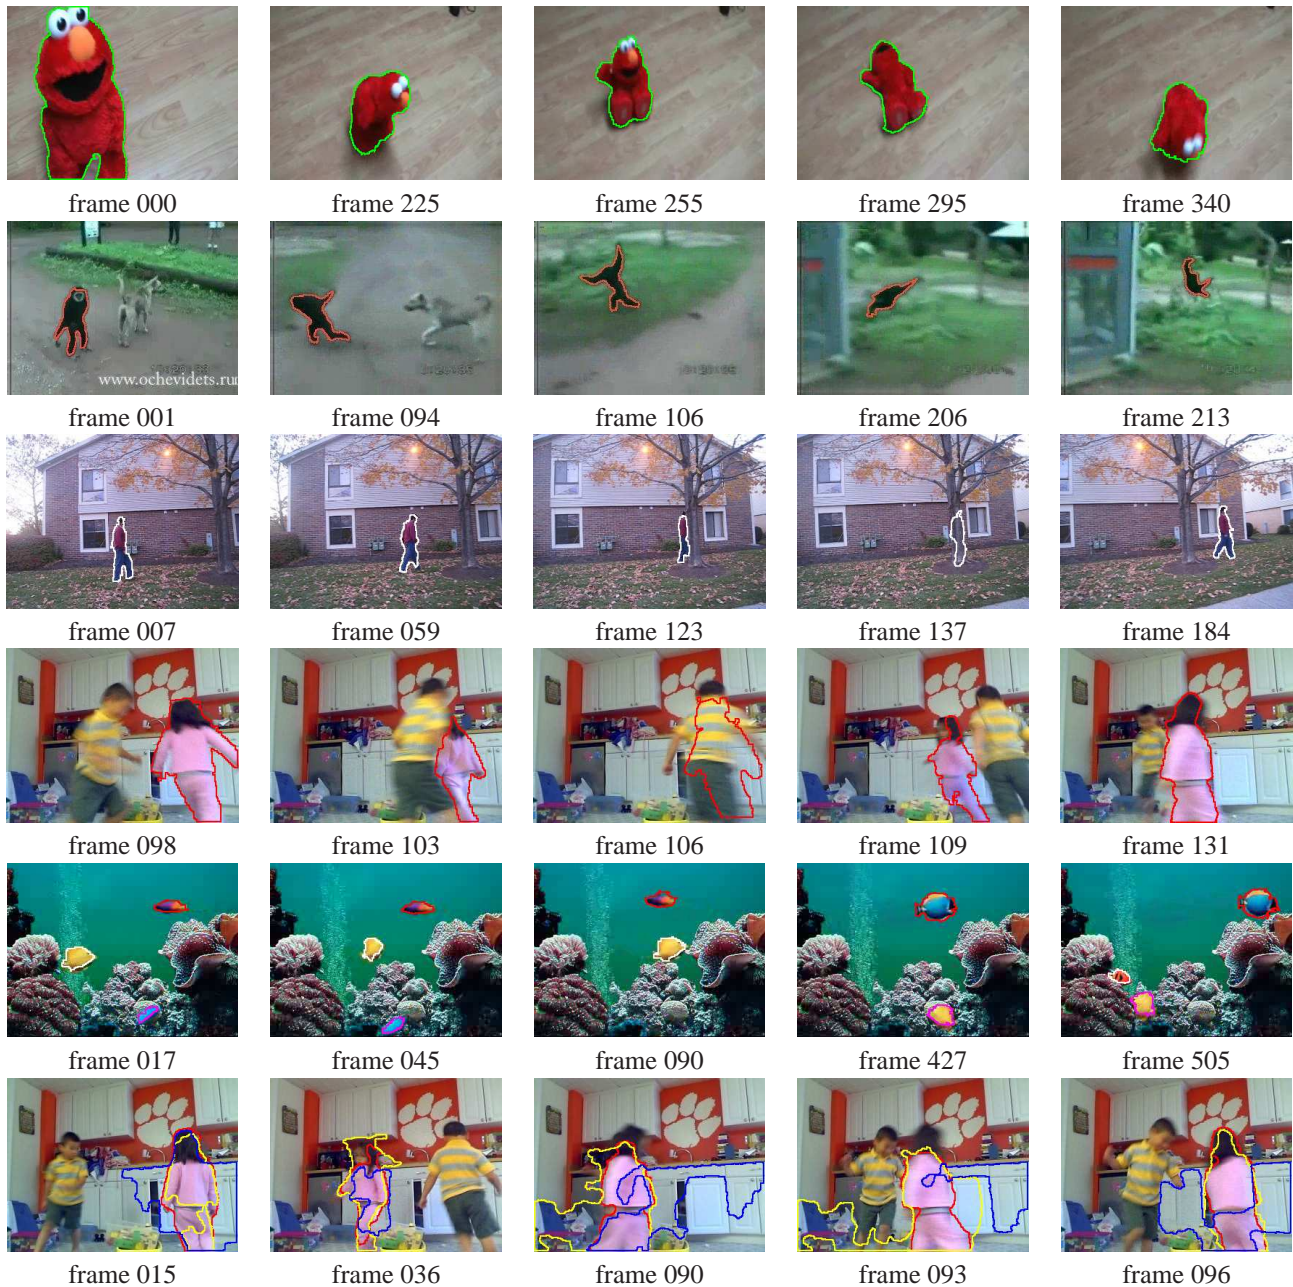 frame 000 frame 225 frame 255 frame 295 frame 340
www.ochevidets.ru
frame 001 frame 094 frame 106 frame 206 frame 213
frame 007 frame 059 frame 123 frame 137 frame 184
frame 098 frame 103 frame 106 frame 109 frame 131
frame 017 frame 045 frame 090 frame 427 frame 505
frame 015 frame 036 frame 090 frame 093 frame 096